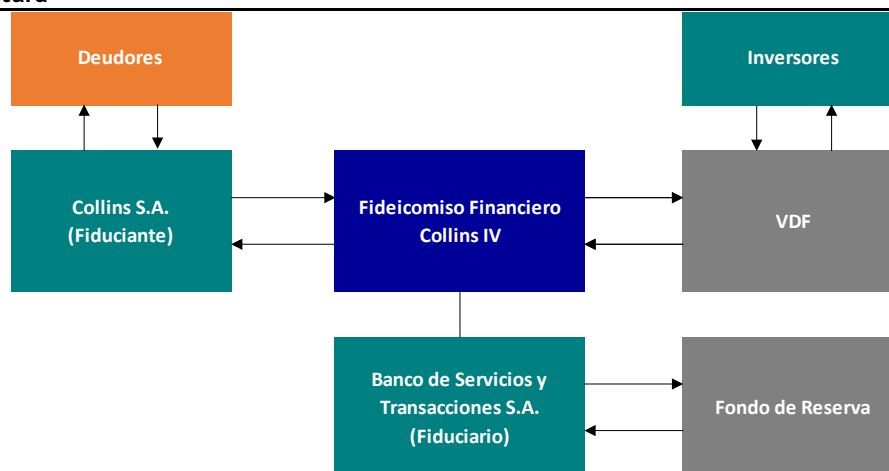 Deudores
Inversores
Collins S.A.
(Fiduciante)
Fideicomiso Financiero
Collins IV
VDF
Banco de Servicios y
Transacciones S.A.
(Fiduciario)
Fondo de Reserva